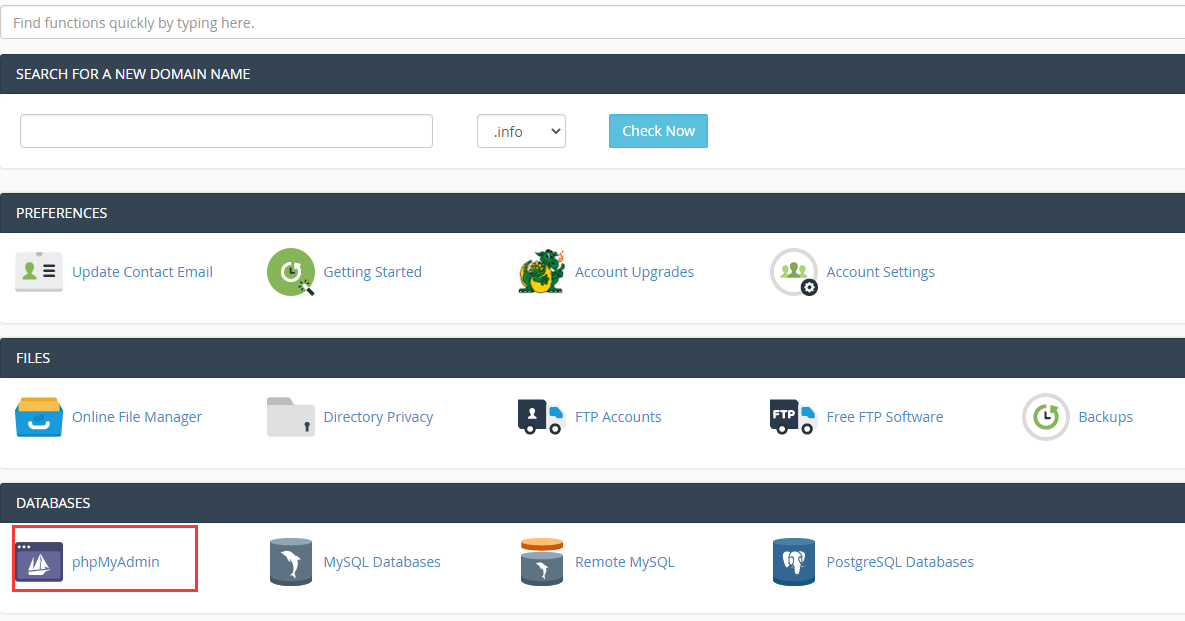 Find functions quickly by typing here.
SEARCH FOR A NEW DOMAIN NAME
.info
Check Now
PREFERENCES
Update Contact Email
Getting Started
Account Upgrades
Account Settings
FILES
Online File Manager
Directory Privacy
FTP Accounts
FTP
Free FTP Software
Backups
DATABASES
phpMyAdmin
MySQL Databases
Remote MySQL
PostgreSQL Databases